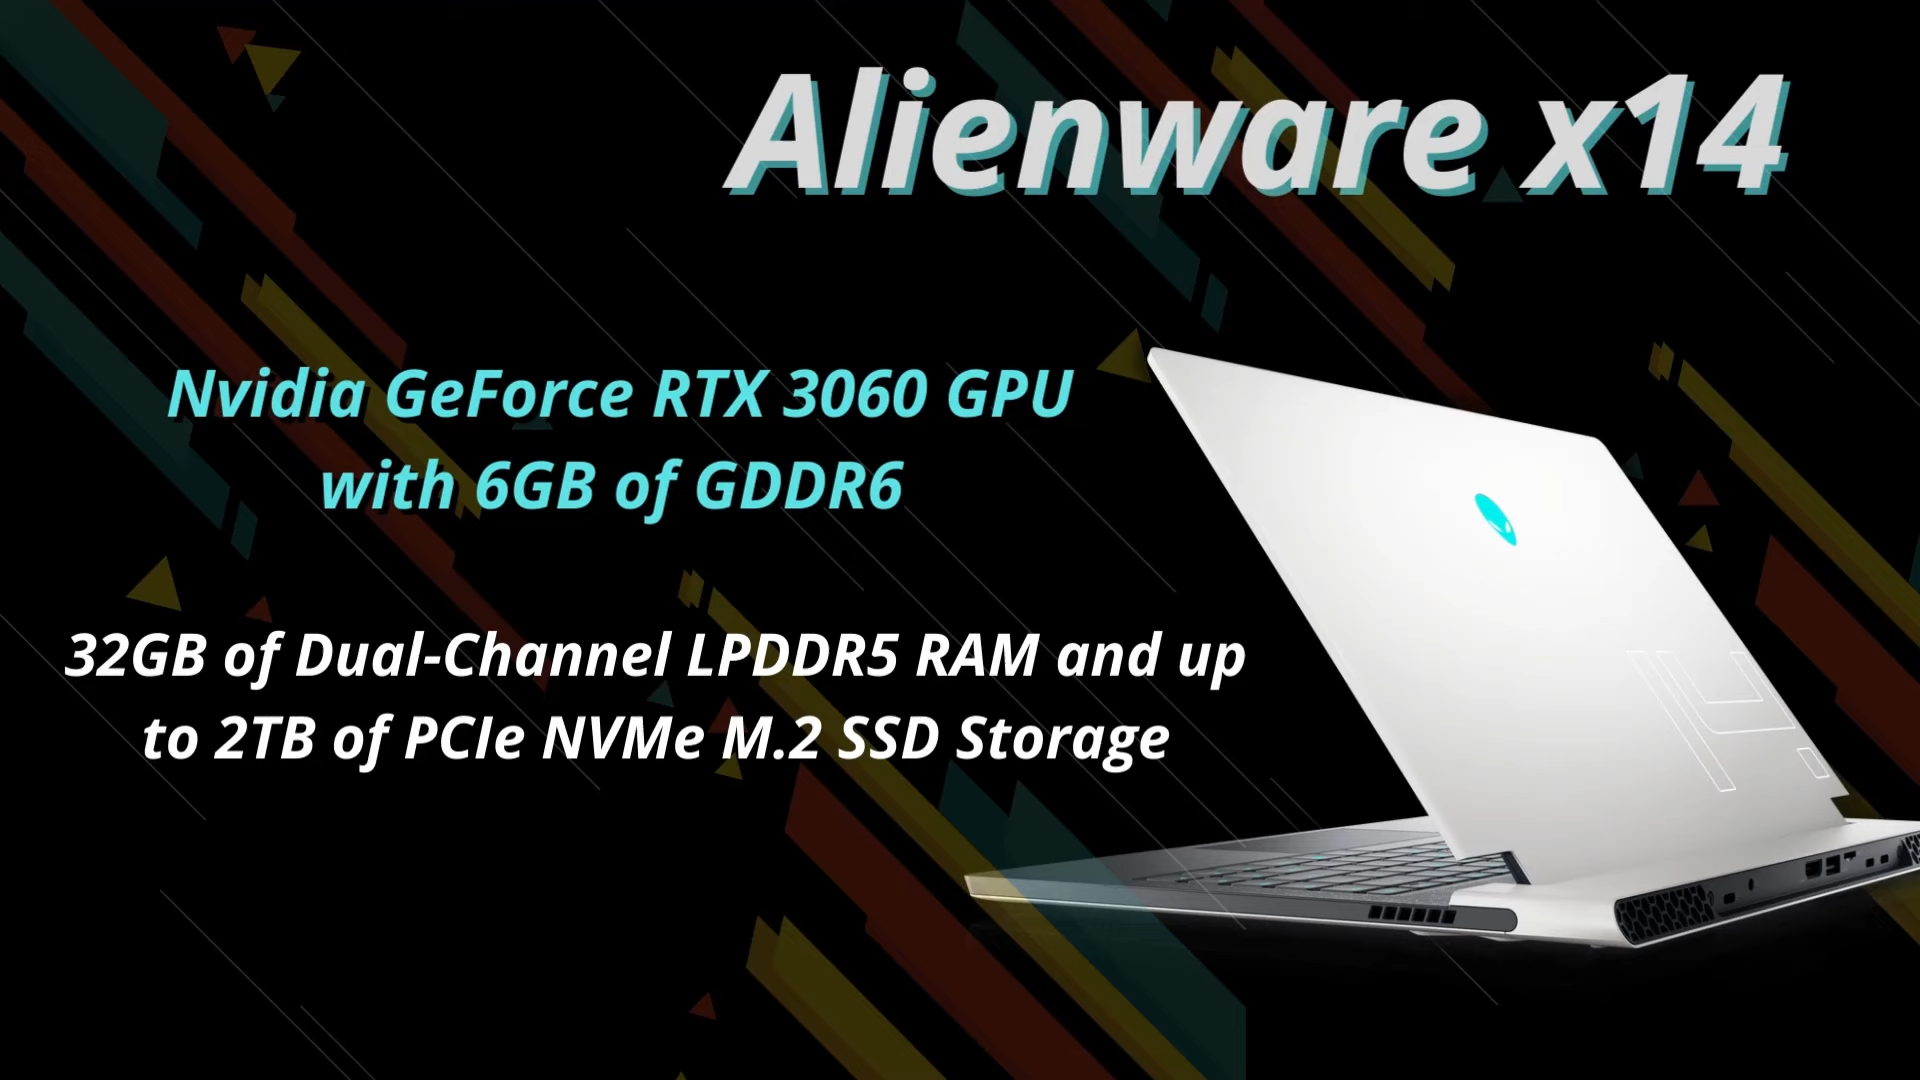 Alienware x14
Nvidia GeForce RTX 3060 GPU
with 6GB of GDDR6
32GB of Dual-Channel LPDDR5 RAM and up
to 2TB of PCIe NVMe M.2 SSD Storage
14